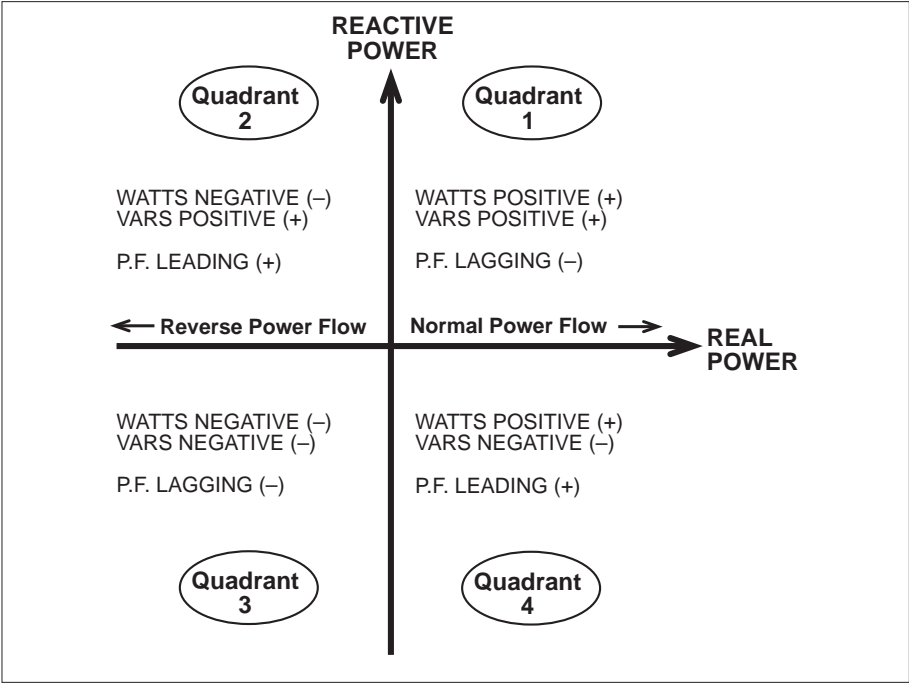 REACTIVE
POWER
Quadrant
2
Quadrant
1
WATTS NEGATIVE (–)
VARS POSITIVE (+)
P.F. LEADING (+)
WATTS POSITIVE (+)
VARS POSITIVE (+)
P.F. LAGGING (–)
Reverse Power Flow
Normal Power Flow
REAL
POWER
WATTS NEGATIVE (–)
VARS NEGATIVE (–)
P.F. LAGGING (–)
WATTS POSITIVE (+)
VARS NEGATIVE (–)
P.F. LEADING (+)
Quadrant
3
Quadrant
4